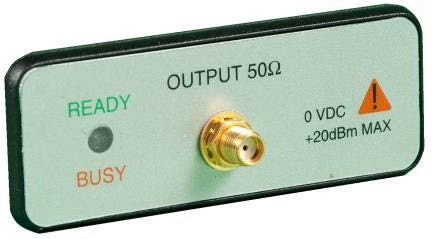 OUTPUT 50Ω
READY
BUSY
0 VDC
+20dBm MAX